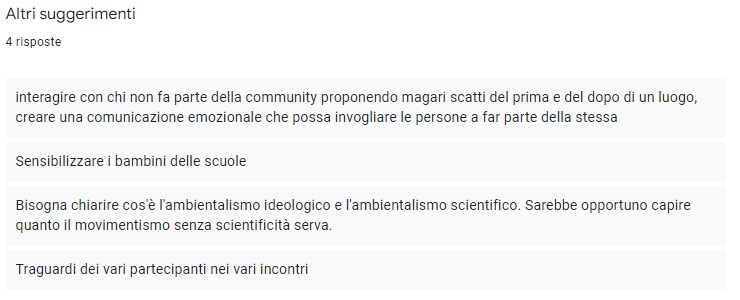 Altri suggerimenti
4 risposte
interagire con chi non fa parte della community proponendo magari scatti del prima e del dopo di un luogo,
creare una comunicazione emozionale che possa invogliare le persone a far parte della stessa
Sensibilizzare i bambini delle scuole
Bisogna chiarire cos'è l'ambientalismo ideologico e l'ambientalismo scientifico. Sarebbe opportuno capire
quanto il movimentismo senza scientificità serva.
Traguardi dei vari partecipanti nei vari incontri